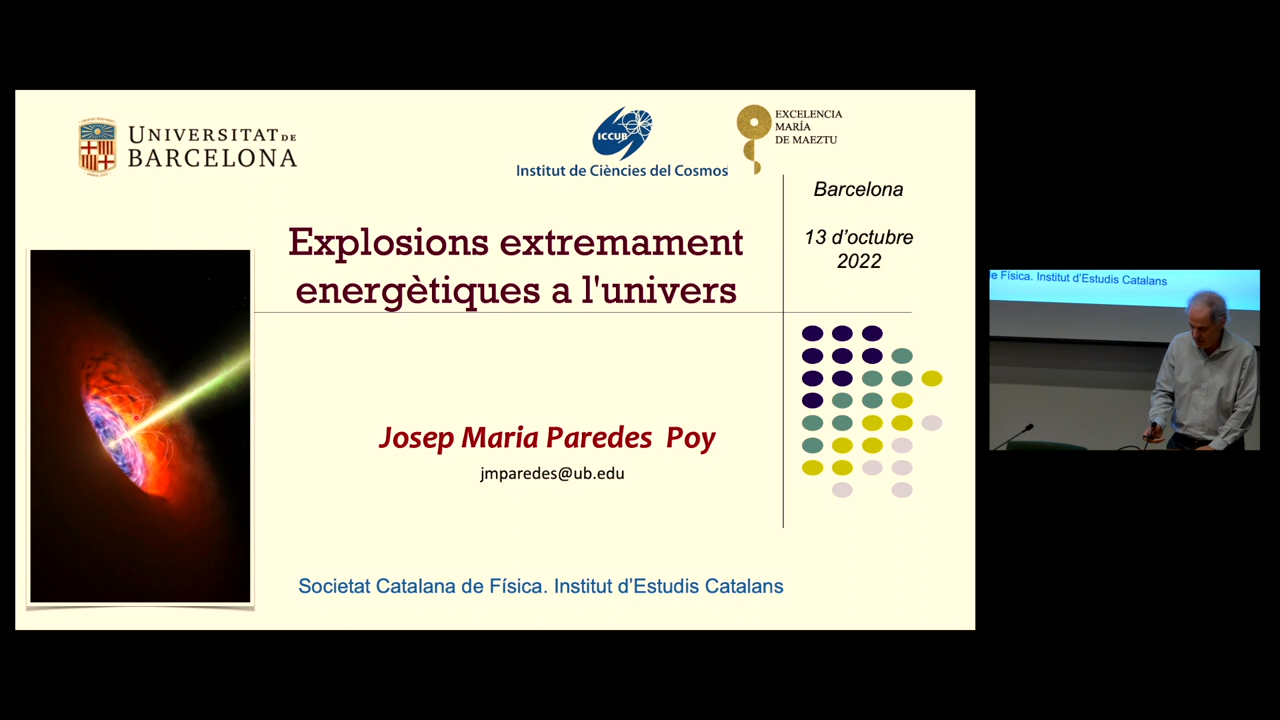 UNIVERSITAT DE
BARCELONA
ICCUB
Institut de Ciències del Cosmos
EXCELENCIA
MARÍA
DE MAEZTU
Barcelona
13 d'octubre
2022
Explosions extremament
energètiques a l'univers
Josep Maria Paredes Poy
jmparedes@ub.edu
Societat Catalana de Física. Institut d'Estudis Catalans
e Física. Institut d'Estudis Catalans